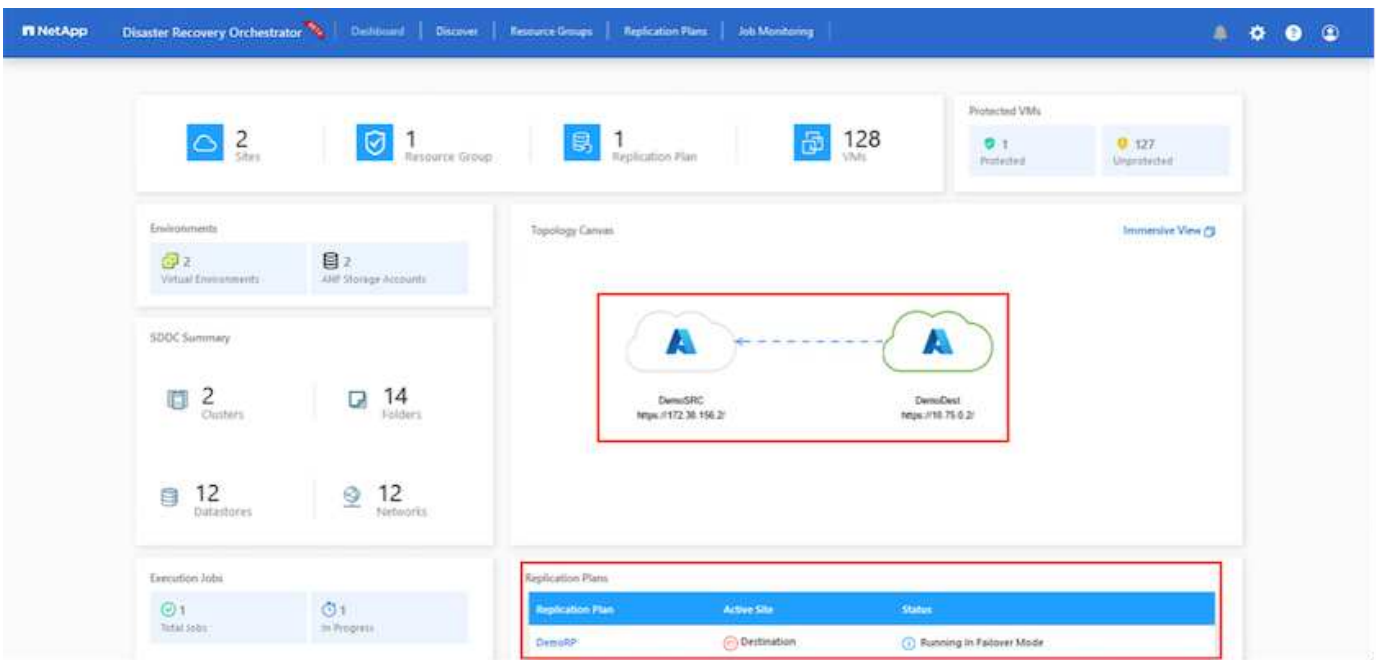 NetApp Disaster Recovery Orchestrator Dashboard Discover Resource Groups Replication Plans Job Monitoring
2
Sites
1
Resource Group
1
Replication Plan
128
VMs
Protected VMs
1
Protected
127
Unprotected
Environments
2
Virtual Environments
2
ANF Storage Accounts
Topology Canvas
Immersive View
DemoSRC
https://172.30.156.2/
DemoDest
https://10.75.0.2/
SDDC Summary
2
Clusters
14
Folders
12
Datastores
12
Networks
Execution Jobs
1
Total Jobs
1
In Progress
Replication Plans
Replication Plan Active Site Status
DemoRP Destination Running In Failover Mode